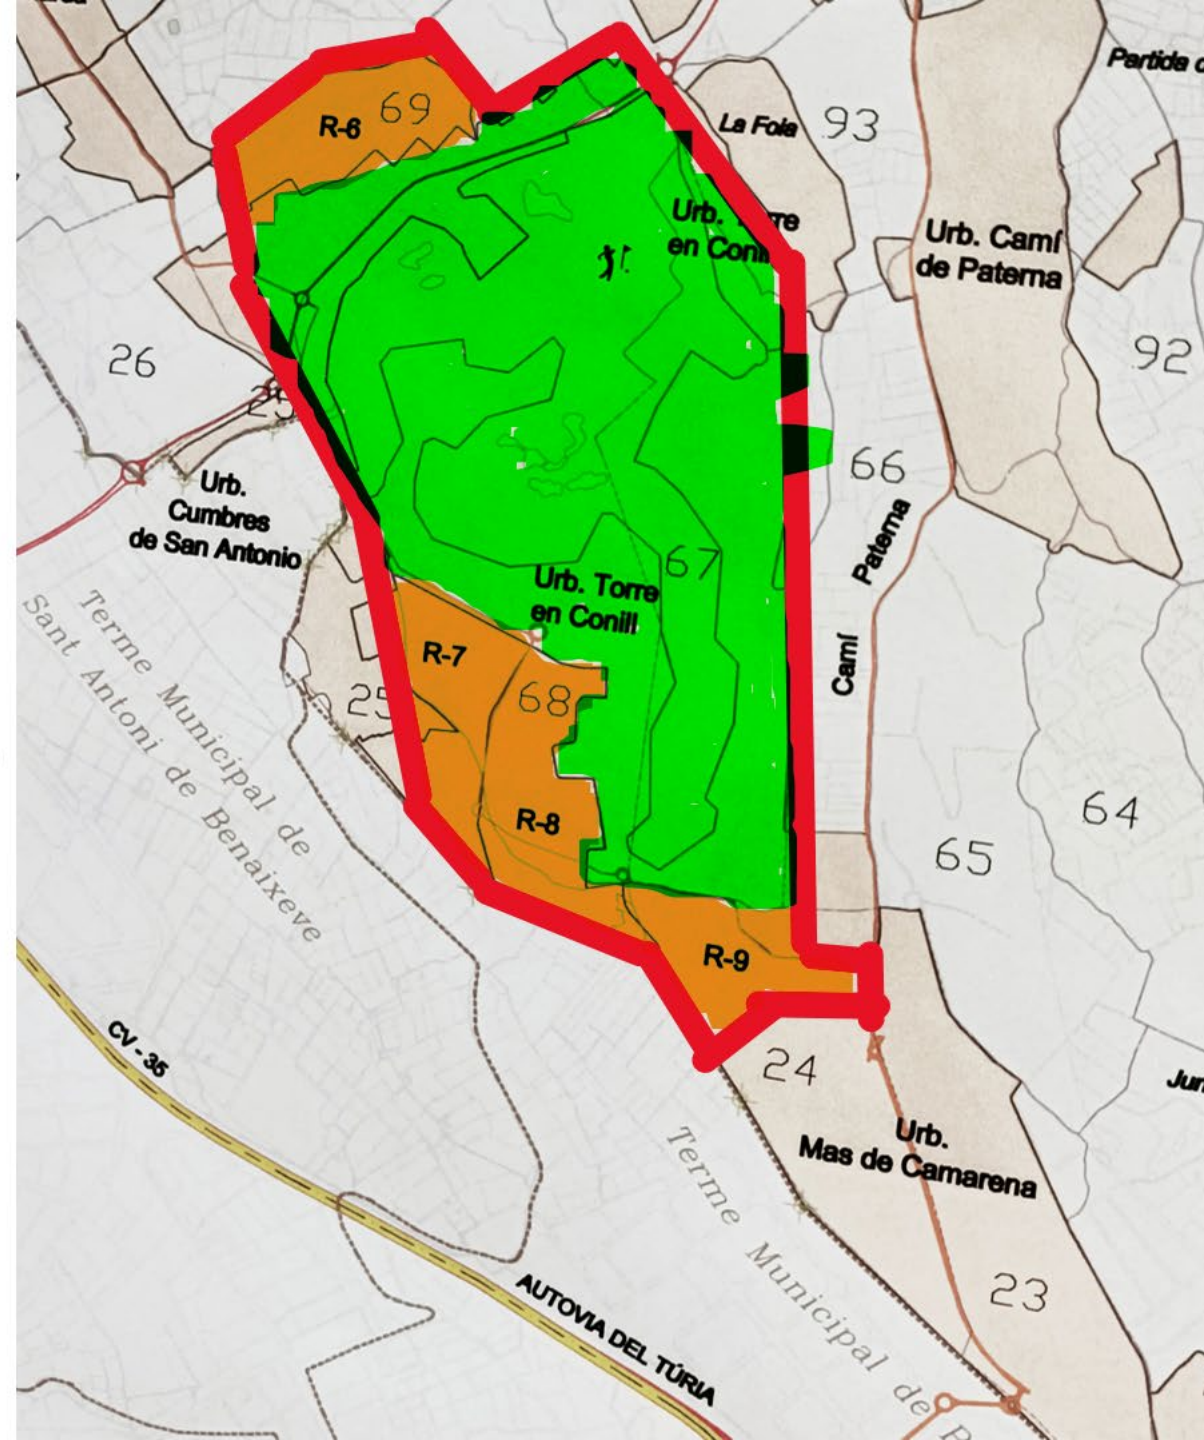 Partida
R-6
69
La Foia
93
Urb. Torre
en Conill
Urb. Camí
de Paterna
26
92
25
66
Urb.
Cumbres
de San Antonio
Camí Paterna
67
Urb. Torre
en Conill
R-7
68
25
Terme Municipal de
Sant Antoni de Benaixeve
R-8
64
65
R-9
CV - 35
24
Urb.
Mas de Camarena
Terme Municipal de
23
AUTOVIA DEL TÚRIA